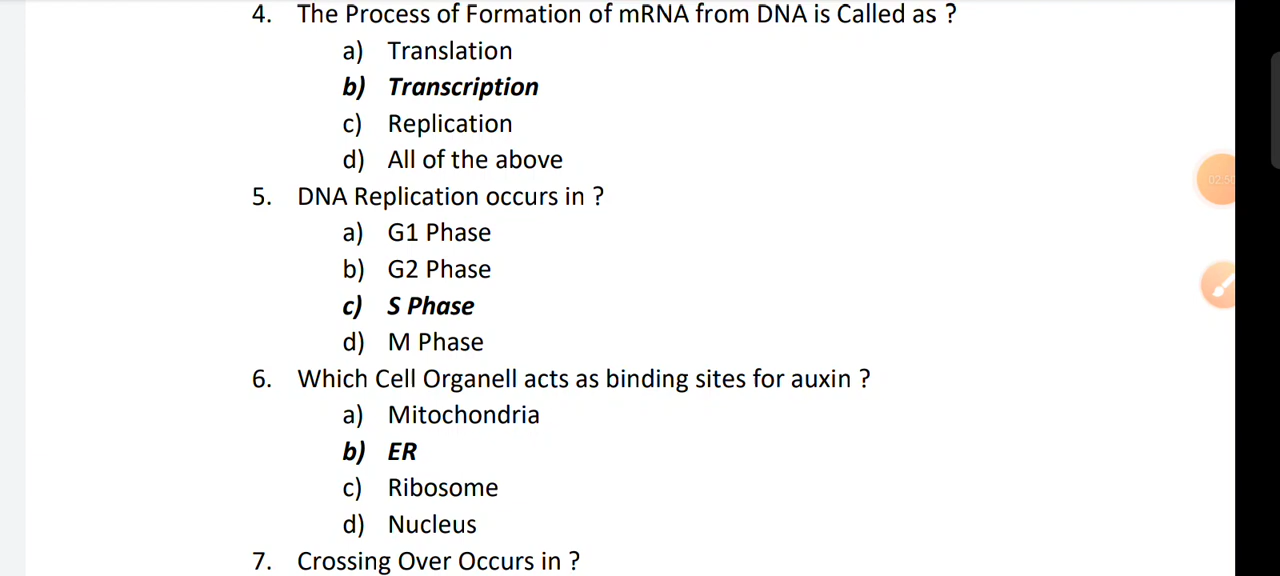 4. The Process of Formation of mRNA from DNA is Called as ?
a) Translation
b) Transcription
c) Replication
d) All of the above
5. DNA Replication occurs in ?
a) G1 Phase
b) G2 Phase
c) S Phase
d) M Phase
6. Which Cell Organell acts as binding sites for auxin ?
a) Mitochondria
b) ER
c) Ribosome
d) Nucleus
7. Crossing Over Occurs in ?